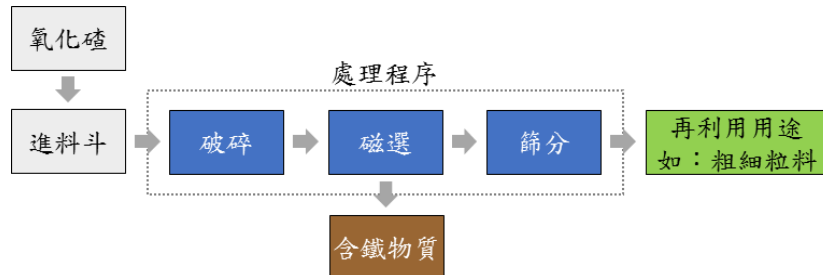 氧化碴
處理程序
進料斗
破碎
磁選
篩分
再利用用途
如：粗細粒料
含鐵物質